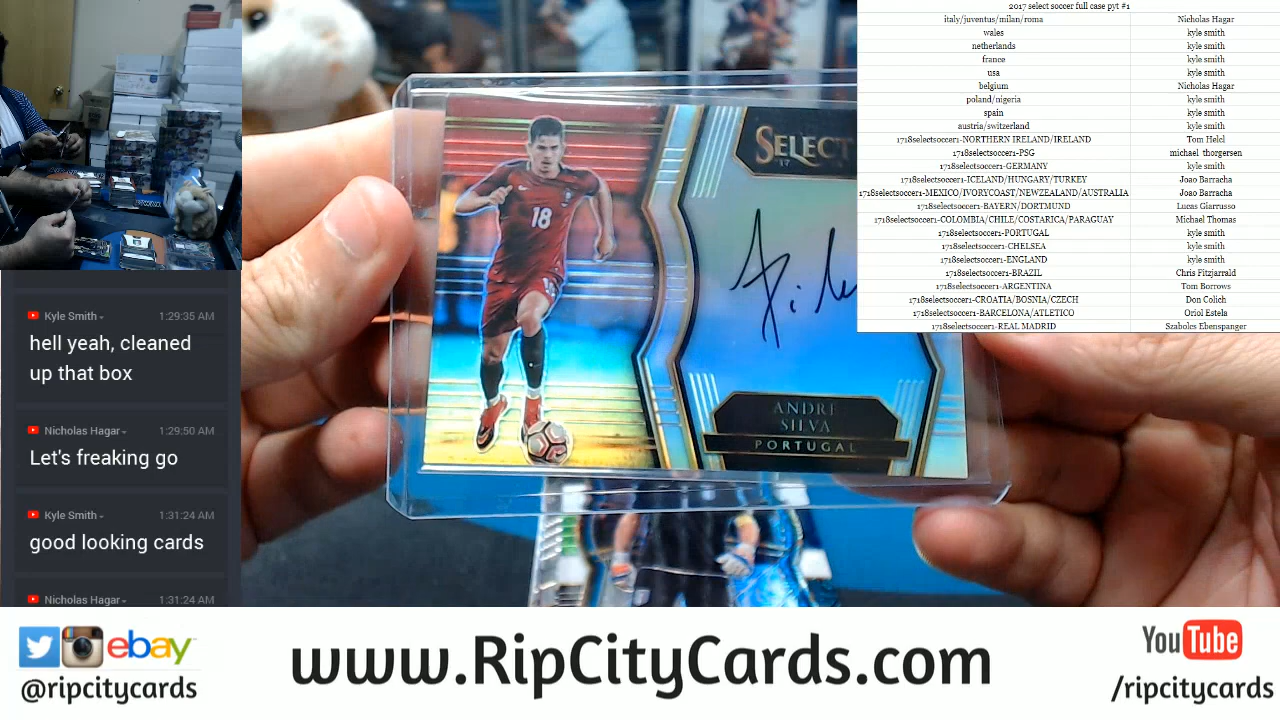 2017 select soccer full case pyt #1
italy/juventus/milan/roma Nicholas Hagar
wales kyle smith
netherlands kyle smith
france kyle smith
usa kyle smith
belgium Nicholas Hagar
poland/nigeria kyle smith
spain kyle smith
austria/switzerland kyle smith
1718selectsoccer1-NORTHERN IRELAND/IRELAND Tom Helcl
1718selectsoccer1-PSG michael thorgersen
1718selectsoccer1-GERMANY kyle smith
1718selectsoccer1-ICELAND/HUNGARY/TURKEY Joao Barracha
1718selectsoccer1-MEXICO/IVORYCOAST/NEWZEALAND/AUSTRALIA Joao Barracha
1718selectsoccer1-BAYERN/DORTMUND Lucas Giarrusso
1718selectsoccer1-COLOMBIA/CHILE/COSTARICA/PARAGUAY Michael Thomas
1718selectsoccer1-PORTUGAL kyle smith
1718selectsoccer1-CHELSEA kyle smith
1718selectsoccer1-ENGLAND kyle smith
1718selectsoccer1-BRAZIL Chris Fitzjarrald
1718selectsoccer1-ARGENTINA Tom Borrows
1718selectsoccer1-CROATIA/BOSNIA/CZECH Don Colich
1718selectsoccer1-BARCELONA/ATLETICO Oriol Estela
1718selectsoccer1-REAL MADRID Szabolcs Ebenspanger
SELECT
17
18
18
ANDRE
SILVA
PORTUGAL
Kyle Smith 1:29:35 AM
hell yeah, cleaned
up that box
Nicholas Hagar 1:29:50 AM
Let's freaking go
Kyle Smith 1:31:24 AM
good looking cards
Nicholas Hagar 1:31:24 AM
ebay
@ripcitycards
www.RipCityCards.com
YouTube
/ripcitycards